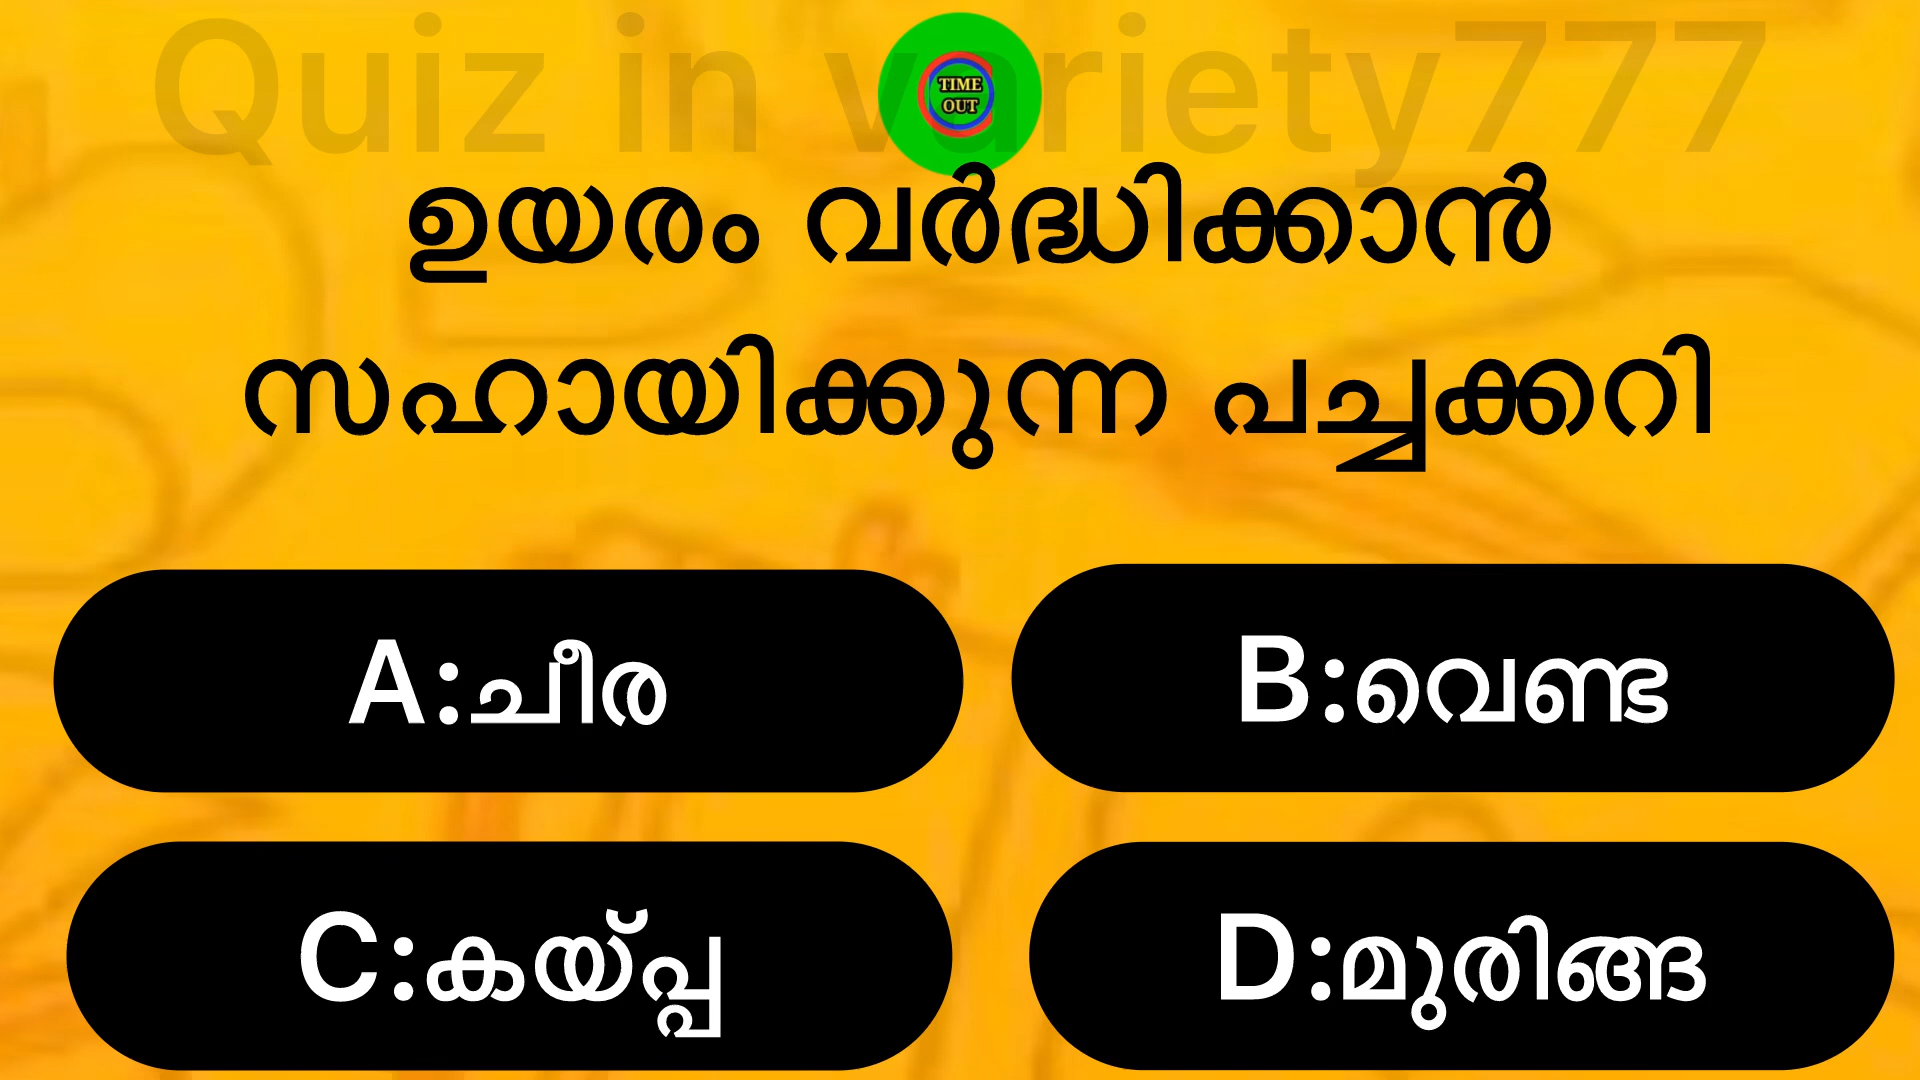 Quiz in variety777
TIME
OUT
ഉയരം വർദ്ധിക്കാൻ
സഹായിക്കുന്ന പച്ചക്കറി
A:ചീര
B:വെണ്ട
C:കയ്പ്പ
D:മുരിങ്ങ